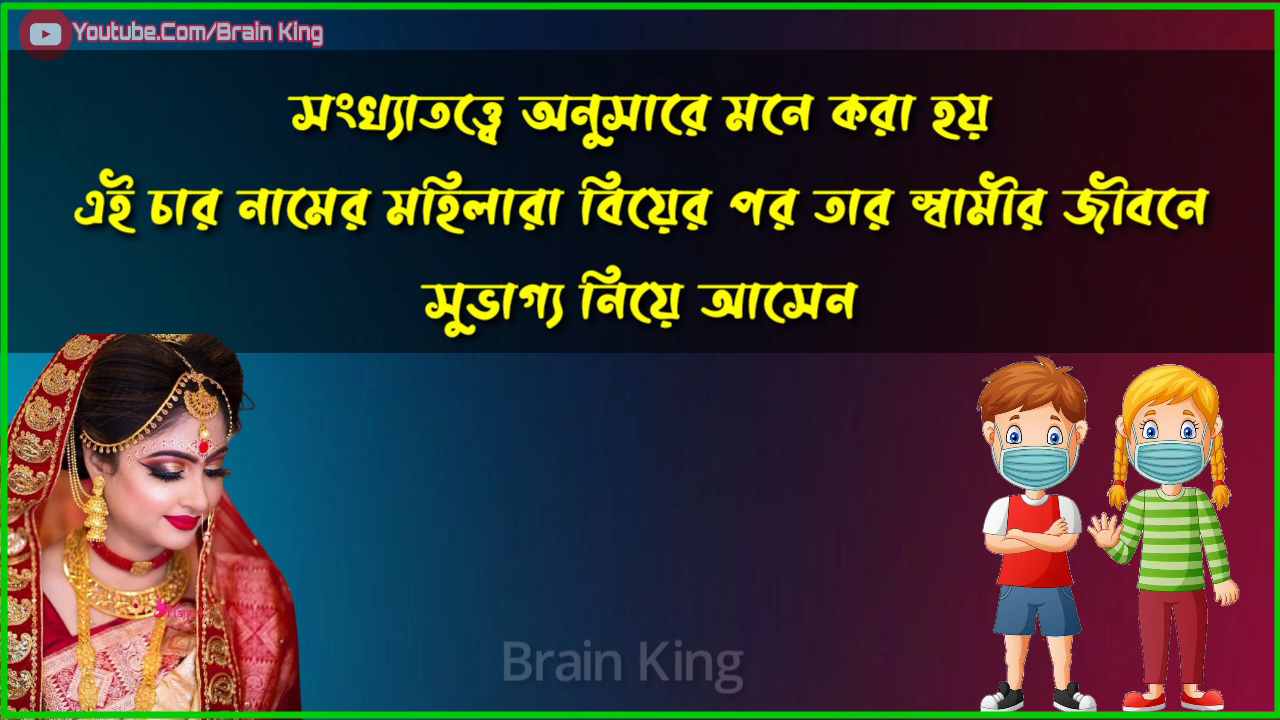 Youtube.Com/Brain King
সংখ্যাতত্ত্বে অনুসারে মনে করা হয়
এই চার নামের মহিলারা বিয়ের পর তার স্বামীর জীবনে
সুভাগ্য নিয়ে আসেন
Brain King